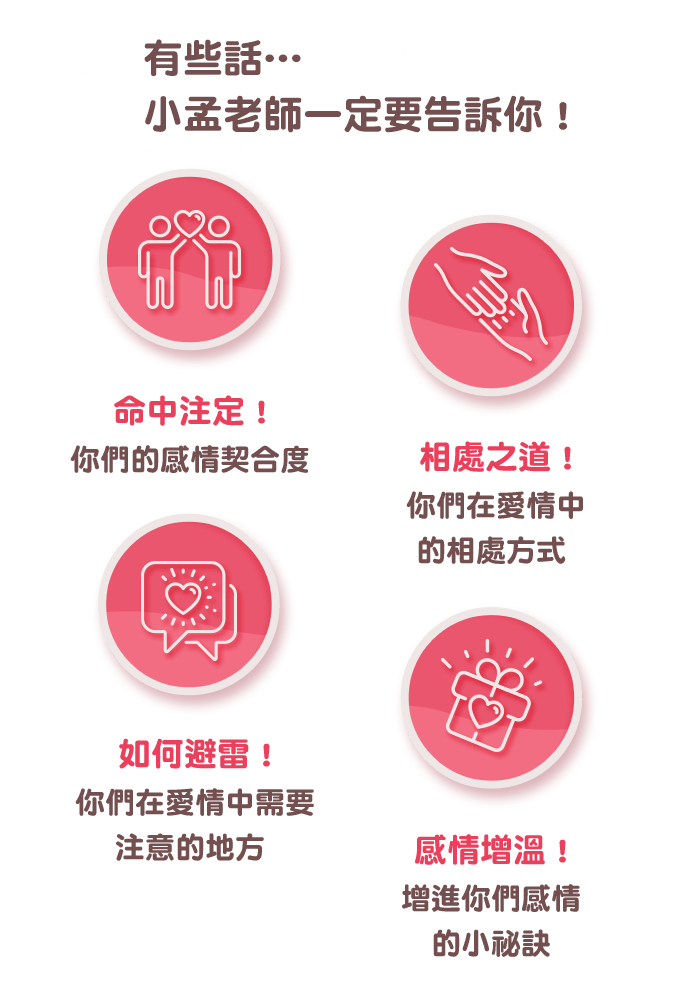 有些話⋯
小孟老師一定要告訴你！
命中注定！
你們的感情契合度
相處之道！
你們在愛情中
的相處方式
如何避雷！
你們在愛情中需要
注意的地方
感情增溫！
增進你們感情
的小祕訣